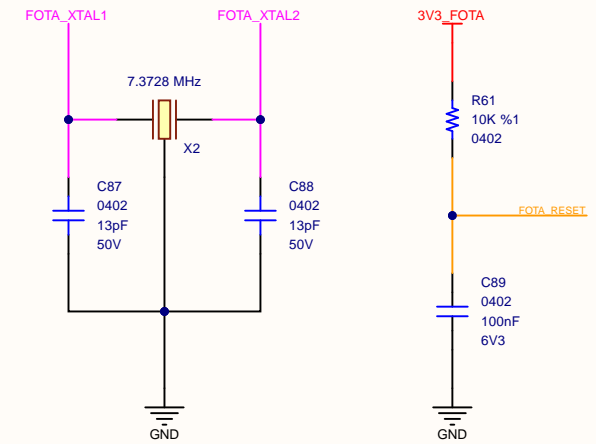 FOTA_XTAL1
FOTA_XTAL2
7.3728 MHz
X2
C87
0402
13pF
50V
C88
0402
13pF
50V
GND
3V3_FOTA
R61
10K %1
0402
FOTA_RESET
C89
0402
100nF
6V3
GND